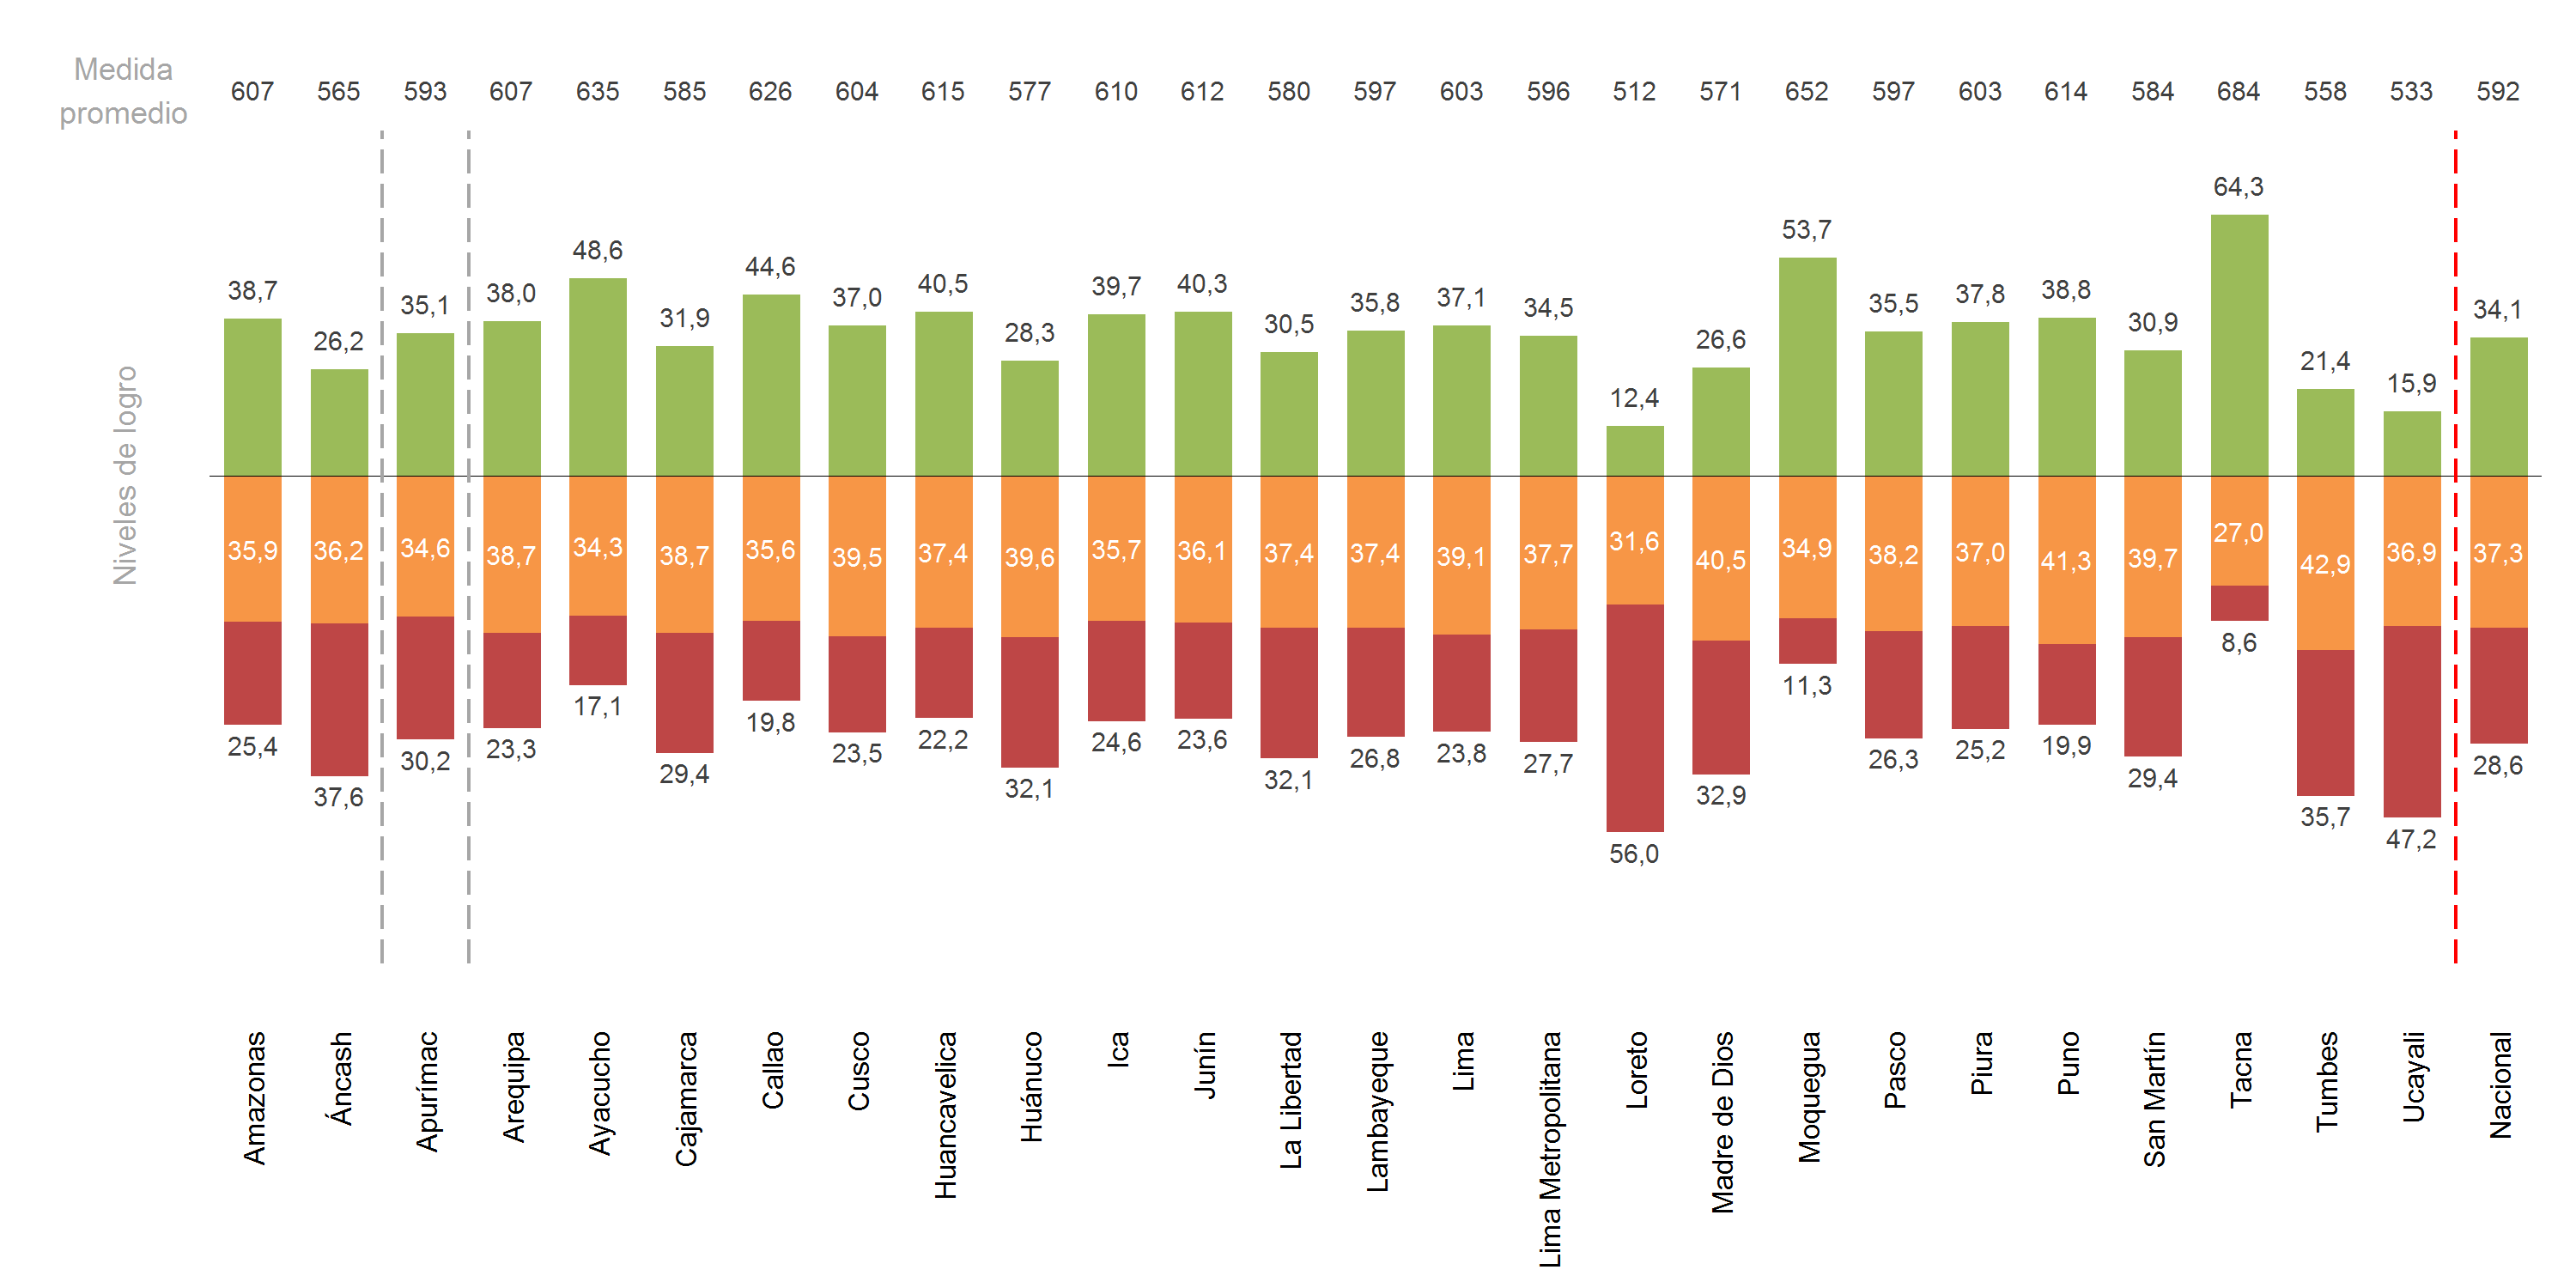 Medida
promedio
607 565 593 607 635 585 626 604 615 577 610 612 580 597 603 596 512 571 652 597 603 614 584 684 558 533 592
Niveles de logro
38,7 26,2 35,1 38,0 48,6 31,9 44,6 37,0 40,5 28,3 39,7 40,3 30,5 35,8 37,1 34,5 12,4 26,6 53,7 35,5 37,8 38,8 30,9 64,3 21,4 15,9 34,1
35,9 36,2 34,6 38,7 34,3 38,7 35,6 39,5 37,4 39,6 35,7 36,1 37,4 37,4 39,1 37,7 31,6 40,5 34,9 38,2 37,0 41,3 39,7 27,0 42,9 36,9 37,3
25,4 37,6 30,2 23,3 17,1 29,4 19,8 23,5 22,2 32,1 24,6 23,6 32,1 26,8 23,8 27,7 56,0 32,9 11,3 26,3 25,2 19,9 29,4 8,6 35,7 47,2 28,6
Amazonas
Áncash
Apurímac
Arequipa
Ayacucho
Cajamarca
Callao
Cusco
Huancavelica
Huánuco
Ica
Junín
La Libertad
Lambayeque
Lima
Lima Metropolitana
Loreto
Madre de Dios
Moquegua
Pasco
Piura
Puno
San Martín
Tacna
Tumbes
Ucayali
Nacional